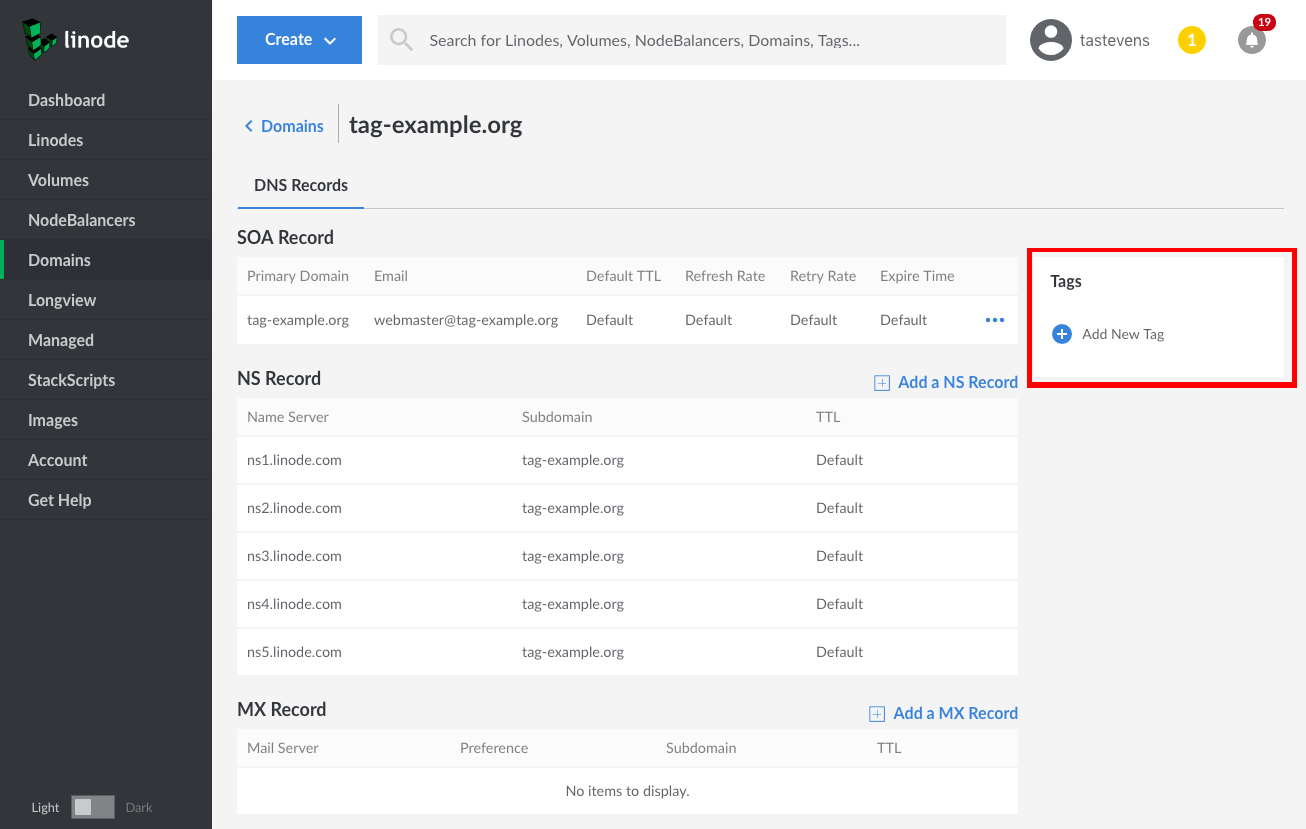 linode
Dashboard
Linodes
Volumes
NodeBalancers
Domains
Longview
Managed
StackScripts
Images
Account
Get Help
Light Dark
Create
Search for Linodes, Volumes, NodeBalancers, Domains, Tags...
tastevens
1
19
Domains
tag-example.org
DNS Records
SOA Record
Primary Domain Email Default TTL Refresh Rate Retry Rate Expire Time
tag-example.org webmaster@tag-example.org Default Default Default Default
NS Record
Add a NS Record
Name Server Subdomain TTL
ns1.linode.com tag-example.org Default
ns2.linode.com tag-example.org Default
ns3.linode.com tag-example.org Default
ns4.linode.com tag-example.org Default
ns5.linode.com tag-example.org Default
MX Record
Add a MX Record
Mail Server Preference Subdomain TTL
No items to display.
Tags
Add New Tag